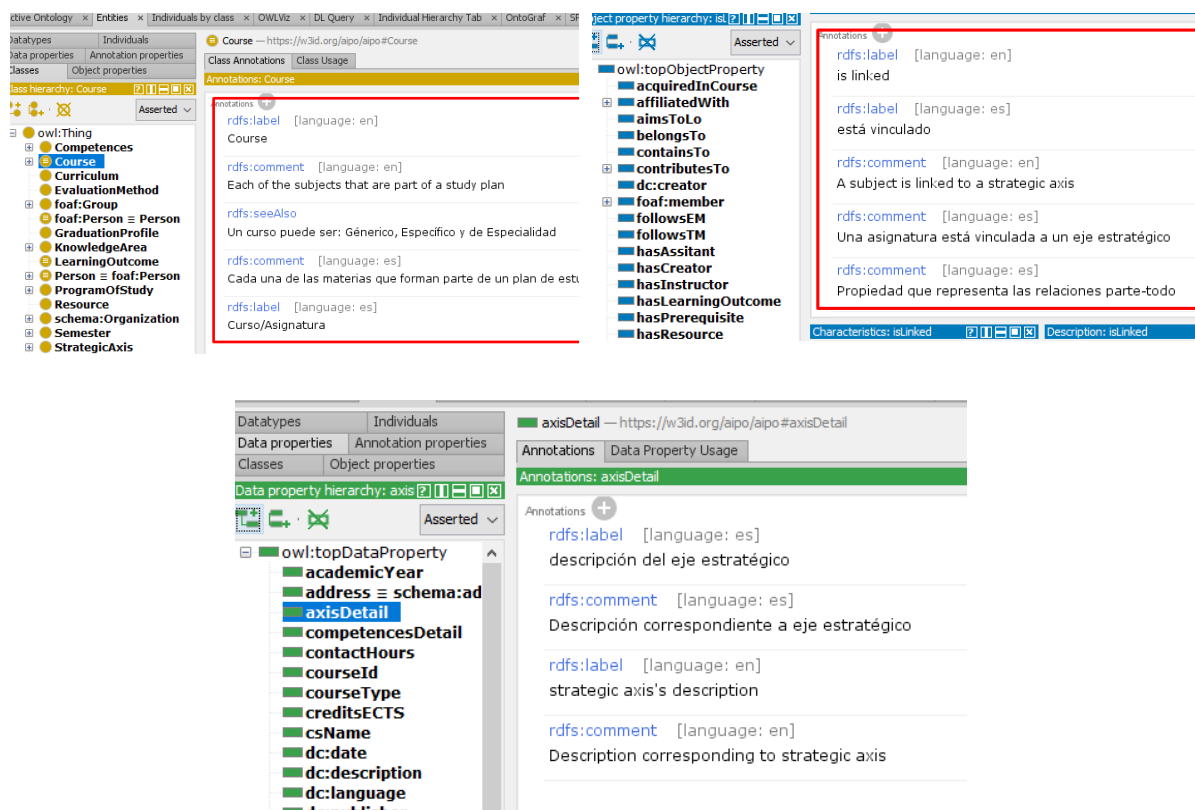 ctive Ontology × Entities × Individuals by class × OWLViz × DL Query × Individual Hierarchy Tab × OntoGraf × SP
Datatypes Individuals
Data properties Annotation properties
Classes Object properties
Class hierarchy: Course
Asserted
owl:Thing
Competences
Course
Curriculum
EvaluationMethod
foaf:Group
foaf:Person ≡ Person
GraduationProfile
KnowledgeArea
LearningOutcome
Person ≡ foaf:Person
ProgramOfStudy
Resource
schema:Organization
Semester
StrategicAxis
Course — https://w3id.org/aipo/aipo#Course
Class Annotations Class Usage
Annotations: Course
Annotations
rdfs:label [language: en]
Course
rdfs:comment [language: en]
Each of the subjects that are part of a study plan
rdfs:seeAlso
Un curso puede ser: Génerico, Específico y de Especialidad
rdfs:comment [language: es]
Cada una de las materias que forman parte de un plan de estu
rdfs:label [language: es]
Curso/Asignatura
ject property hierarchy: isL
Asserted
owl:topObjectProperty
acquiredInCourse
affiliatedWith
aimsToLo
belongsTo
containsTo
contributesTo
dc:creator
foaf:member
followsEM
followsTM
hasAssitant
hasCreator
hasInstructor
hasLearningOutcome
hasPrerequisite
hasResource
Annotations
rdfs:label [language: en]
is linked
rdfs:label [language: es]
está vinculado
rdfs:comment [language: en]
A subject is linked to a strategic axis
rdfs:comment [language: es]
Una asignatura está vinculada a un eje estratégico
rdfs:comment [language: es]
Propiedad que representa las relaciones parte-todo
Characteristics: isLinked
Description: isLinked
Datatypes Individuals
Data properties Annotation properties
Classes Object properties
Data property hierarchy: axis
Asserted
owl:topDataProperty
academicYear
address ≡ schema:ad
axisDetail
competencesDetail
contactHours
courseId
courseType
creditsECTS
csName
dc:date
dc:description
dc:language
axisDetail — https://w3id.org/aipo/aipo#axisDetail
Annotations Data Property Usage
Annotations: axisDetail
Annotations
rdfs:label [language: es]
descripción del eje estratégico
rdfs:comment [language: es]
Descripción correspondiente a eje estratégico
rdfs:label [language: en]
strategic axis's description
rdfs:comment [language: en]
Description corresponding to strategic axis